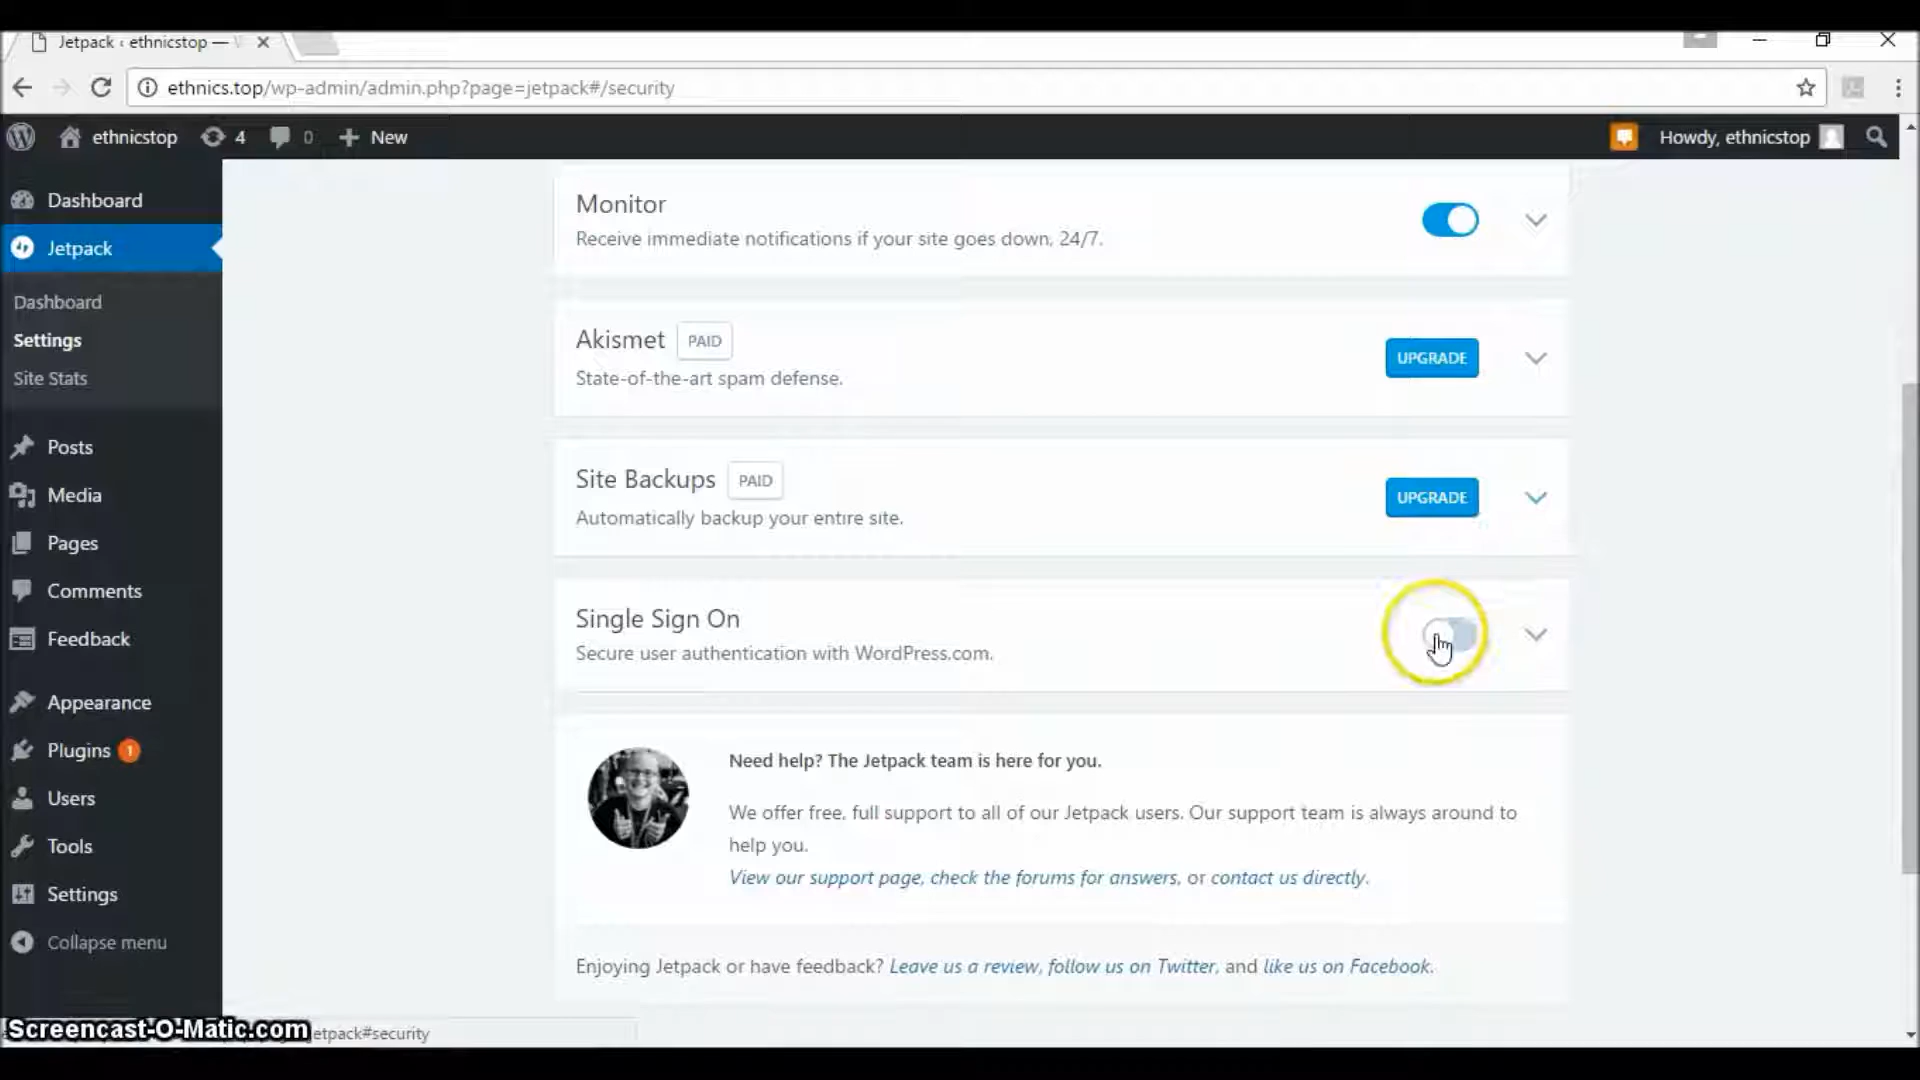 Jetpack ‹ ethnicstop —
ethnics.top/wp-admin/admin.php?page=jetpack#/security
ethnicstop 4 0 New Howdy, ethnicstop
Dashboard
Jetpack
Dashboard
Settings
Site Stats
Posts
Media
Pages
Comments
Feedback
Appearance
Plugins 1
Users
Tools
Settings
Collapse menu
Monitor
Receive immediate notifications if your site goes down, 24/7.
Akismet PAID
UPGRADE
State-of-the-art spam defense.
Site Backups PAID
UPGRADE
Automatically backup your entire site.
Single Sign On
Secure user authentication with WordPress.com.
Need help? The Jetpack team is here for you.
We offer free, full support to all of our Jetpack users. Our support team is always around to
help you.
View our support page, check the forums for answers, or contact us directly.
Enjoying Jetpack or have feedback? Leave us a review, follow us on Twitter, and like us on Facebook.
Screencast-O-Matic.com etpack#security